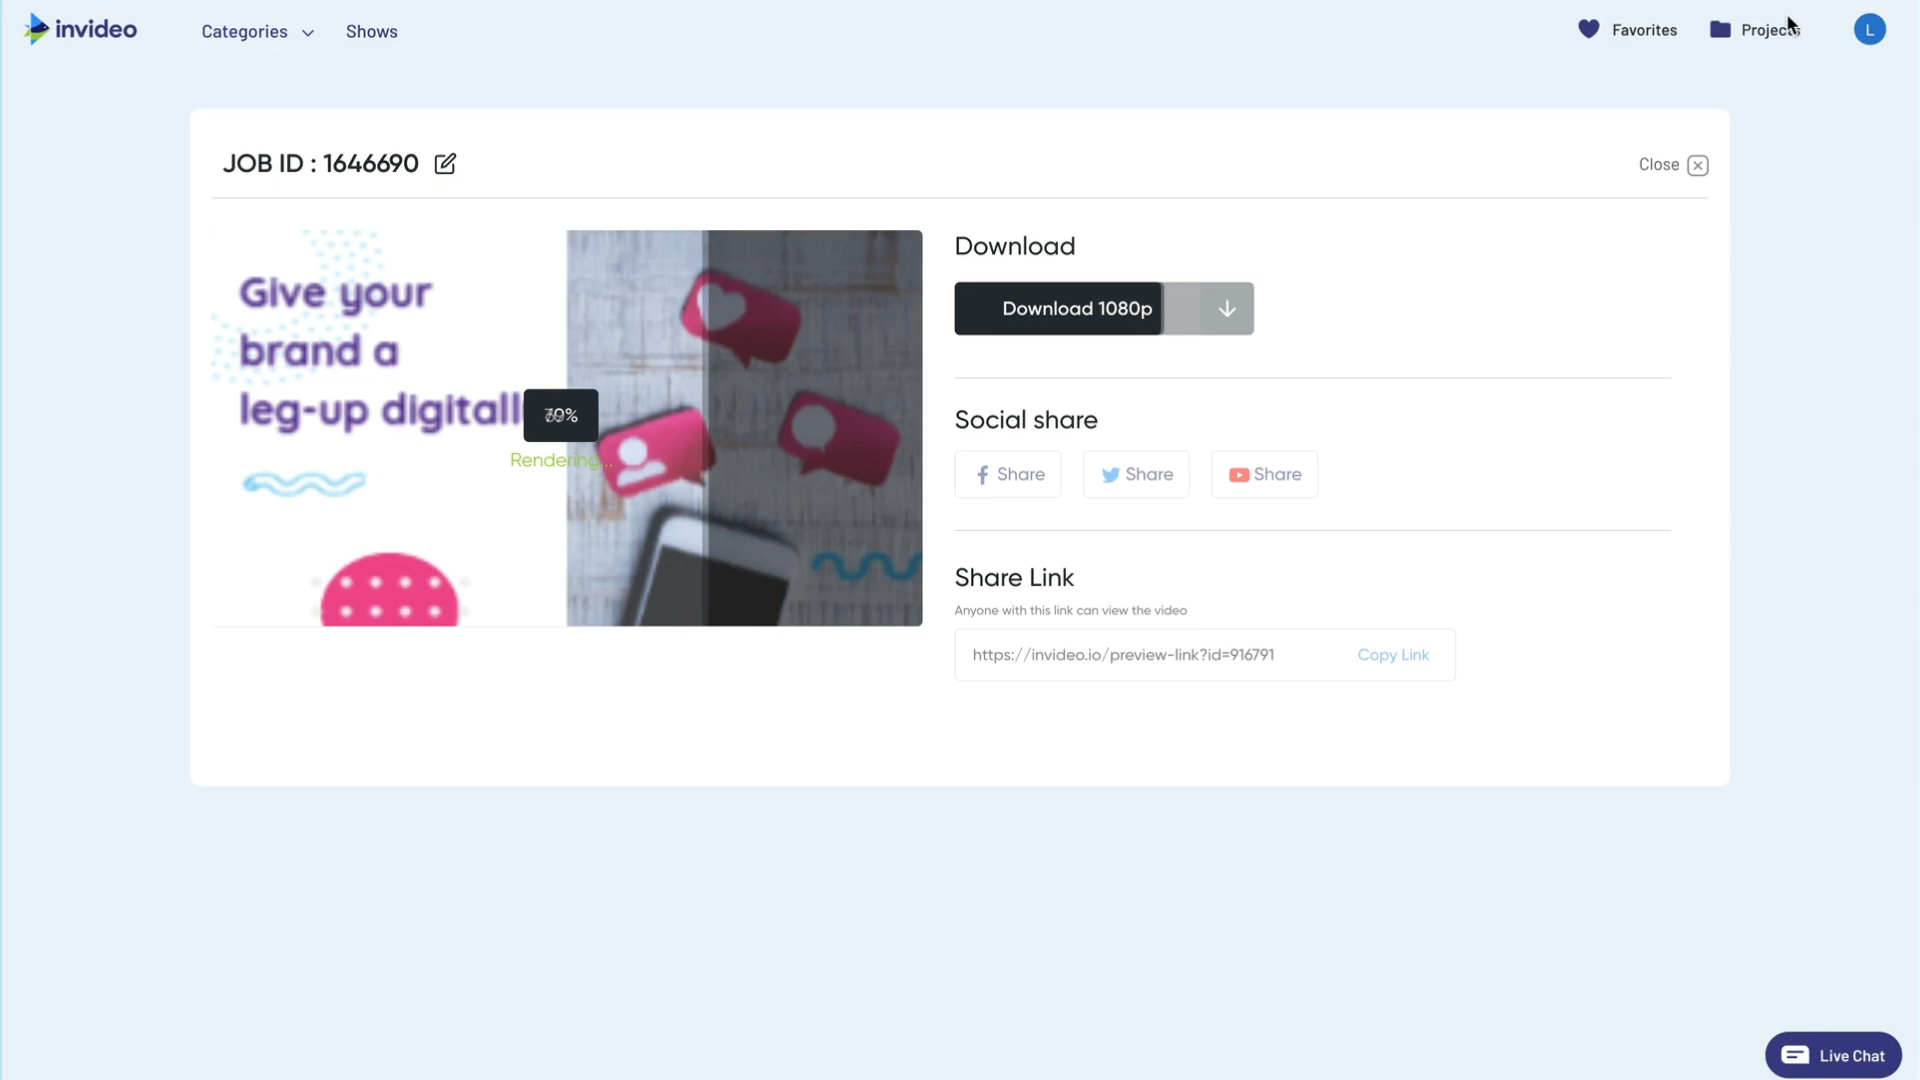 invideo
Categories
Shows
Favorites
Projects
L
JOB ID : 1646690
Close
Give your
brand a
leg-up digitall
Rendering...
Download
Download 1080p
Social share
Share
Share
Share
Share Link
Anyone with this link can view the video
https://invideo.io/preview-link?id=916791
Copy Link
Live Chat